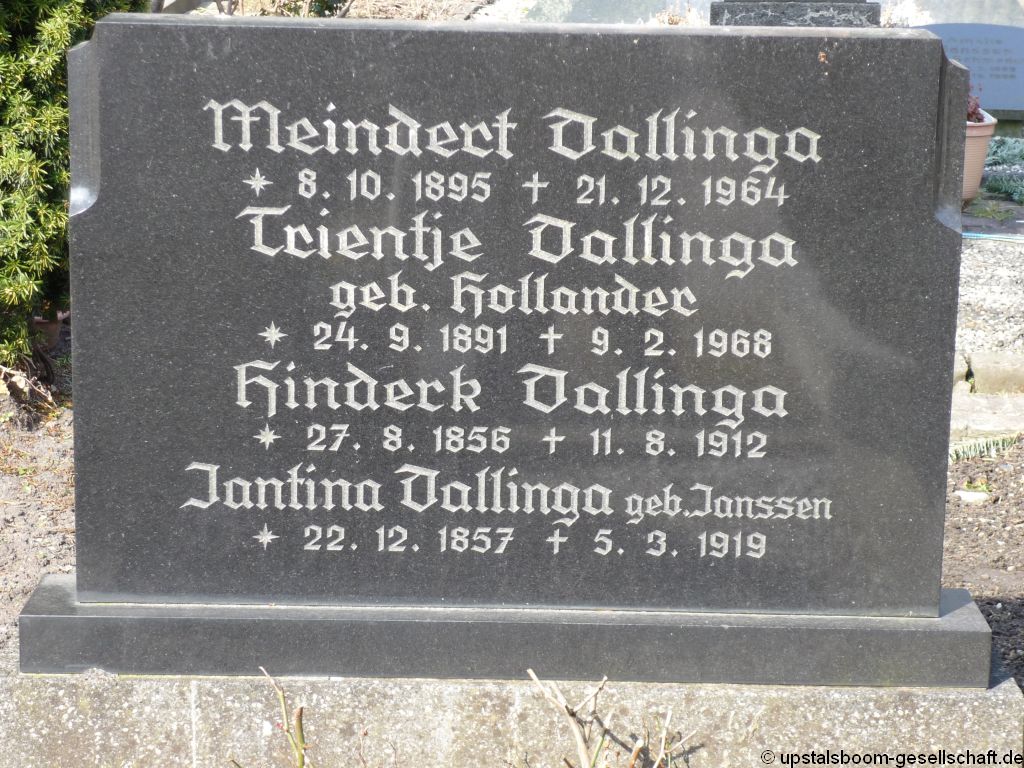 Meindert Dallinga
* 8. 10. 1895 † 21. 12. 1964
Trientje Dallinga
geb. Hollander
* 24. 9. 1891 † 9. 2. 1968
Hinderk Dallinga
* 27. 8. 1856 † 11. 8. 1912
Jantina Dallinga geb. Janssen
* 22. 12. 1857 † 5. 3. 1919
© upstalsboom-gesellschaft.de